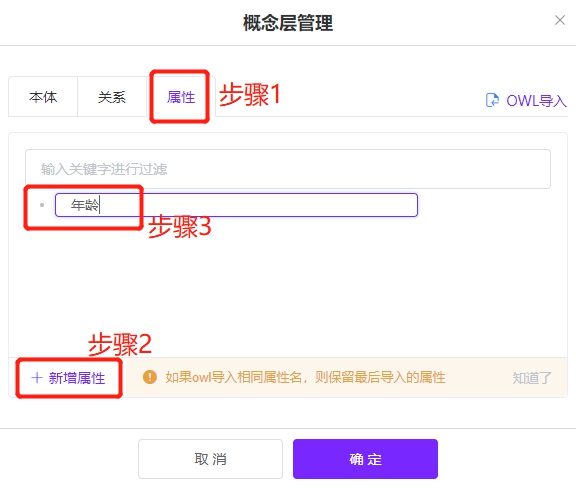 概念层管理
本体 关系 属性 步骤1 OWL导入
输入关键字进行过滤
年龄
步骤3
步骤2
新增属性 如果owl导入相同属性名，则保留最后导入的属性 知道了
取消 确定